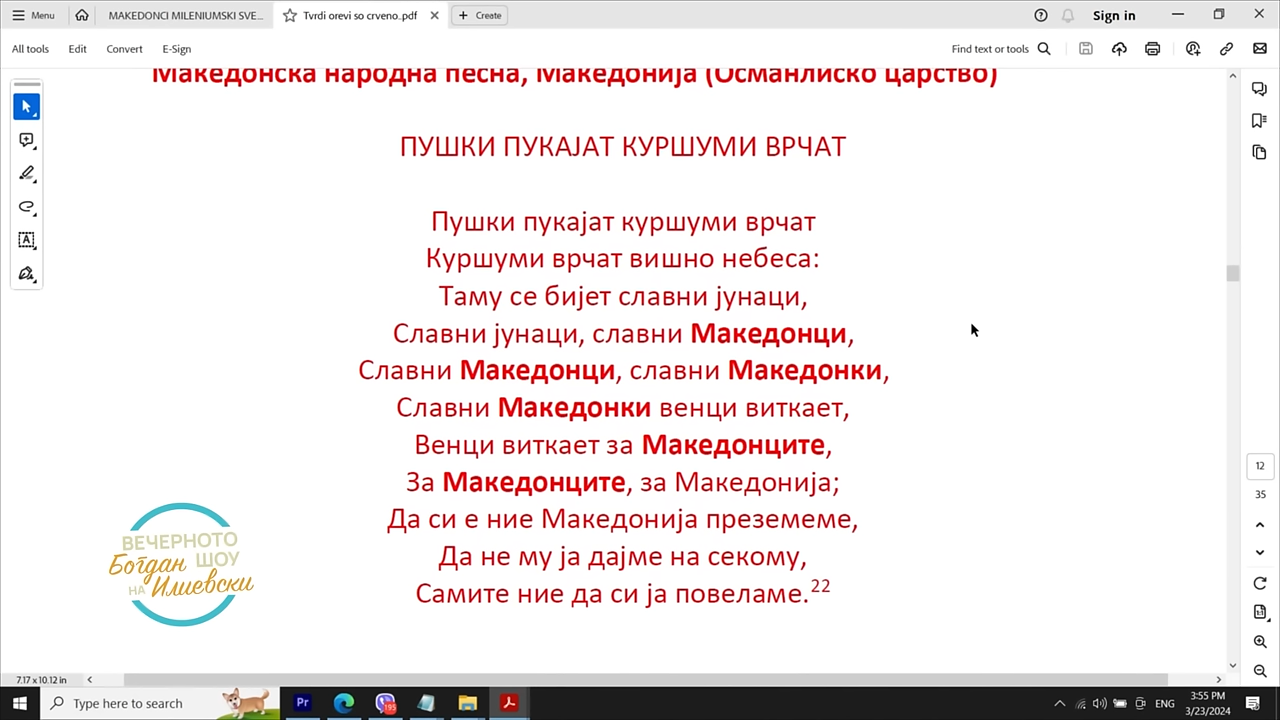 Menu
MAKEDONCI MILENIUMSKI SVE...
Tvrdi orevi so crveno.pdf
Create
Sign in
All tools Edit Convert E-Sign
Find text or tools
Македонска народна песна, Македонија (Османлиско царство)
ПУШКИ ПУКАЈАТ КУРШУМИ ВРЧАТ
Пушки пукајат куршуми врчат
Куршуми врчат вишно небеса:
Таму се бијет славни јунаци,
Славни јунаци, славни Македонци,
Славни Македонци, славни Македонки,
Славни Македонки венци виткает,
Венци виткает за Македонците,
За Македонците, за Македонија;
Да си е ние Македонија преземеме,
Да не му ја дајме на секому,
Самите ние да си ја повеламе.22
ВЕЧЕРНОТО
ШОУ
НА
Богдан
Илиевски
12
35
7.17 x 10.12 in
Type here to search
Pr
195
ENG
3:55 PM
3/23/2024